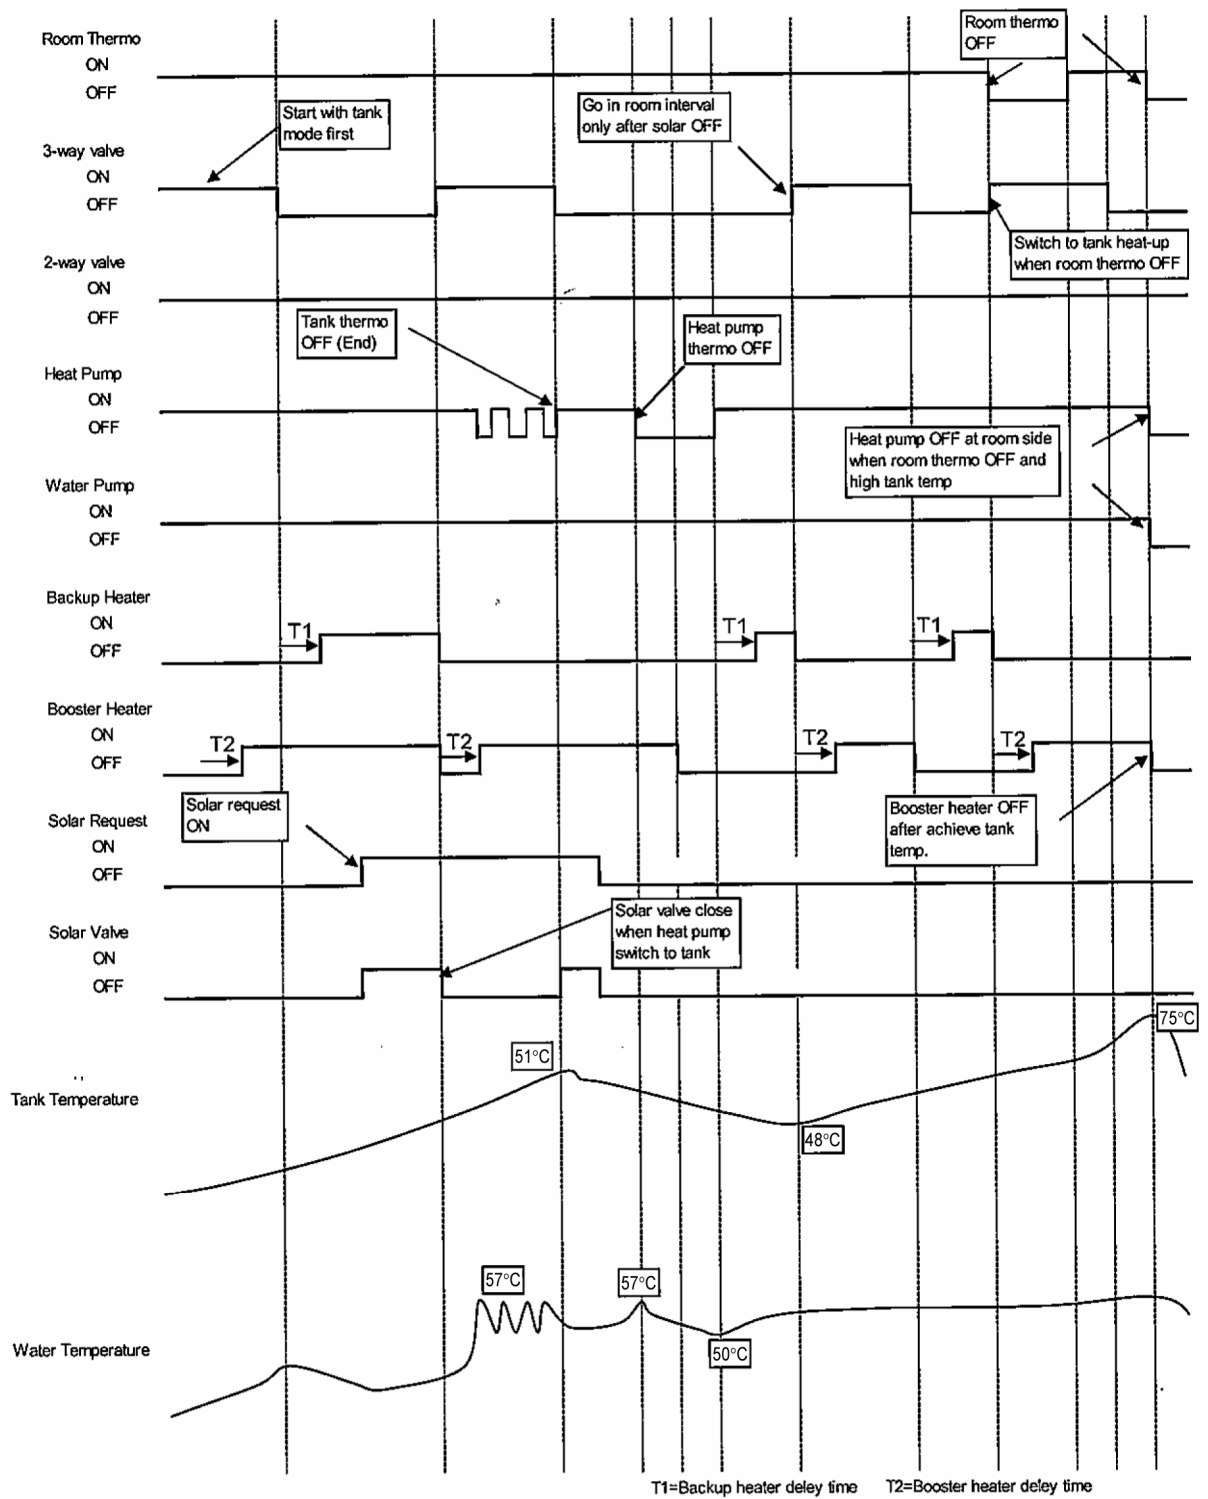 Room Thermo
ON
OFF
Room thermo
OFF
Start with tank
mode first
Go in room interval
only after solar OFF
3-way valve
ON
OFF
Switch to tank heat-up
when room thermo OFF
2-way valve
ON
OFF
Tank thermo
OFF (End)
Heat pump
thermo OFF
Heat Pump
ON
OFF
Heat pump OFF at room side
when room thermo OFF and
high tank temp
Water Pump
ON
OFF
Backup Heater
ON
OFF
T1
T1
T1
Booster Heater
ON
OFF
T2
T2
T2
T2
Solar request
ON
Booster heater OFF
after achieve tank
temp.
Solar Request
ON
OFF
Solar valve close
when heat pump
switch to tank
Solar Valve
ON
OFF
75°C
51°C
Tank Temperature
48°C
57°C
57°C
Water Temperature
50°C
T1=Backup heater deley time
T2=Booster heater deley time